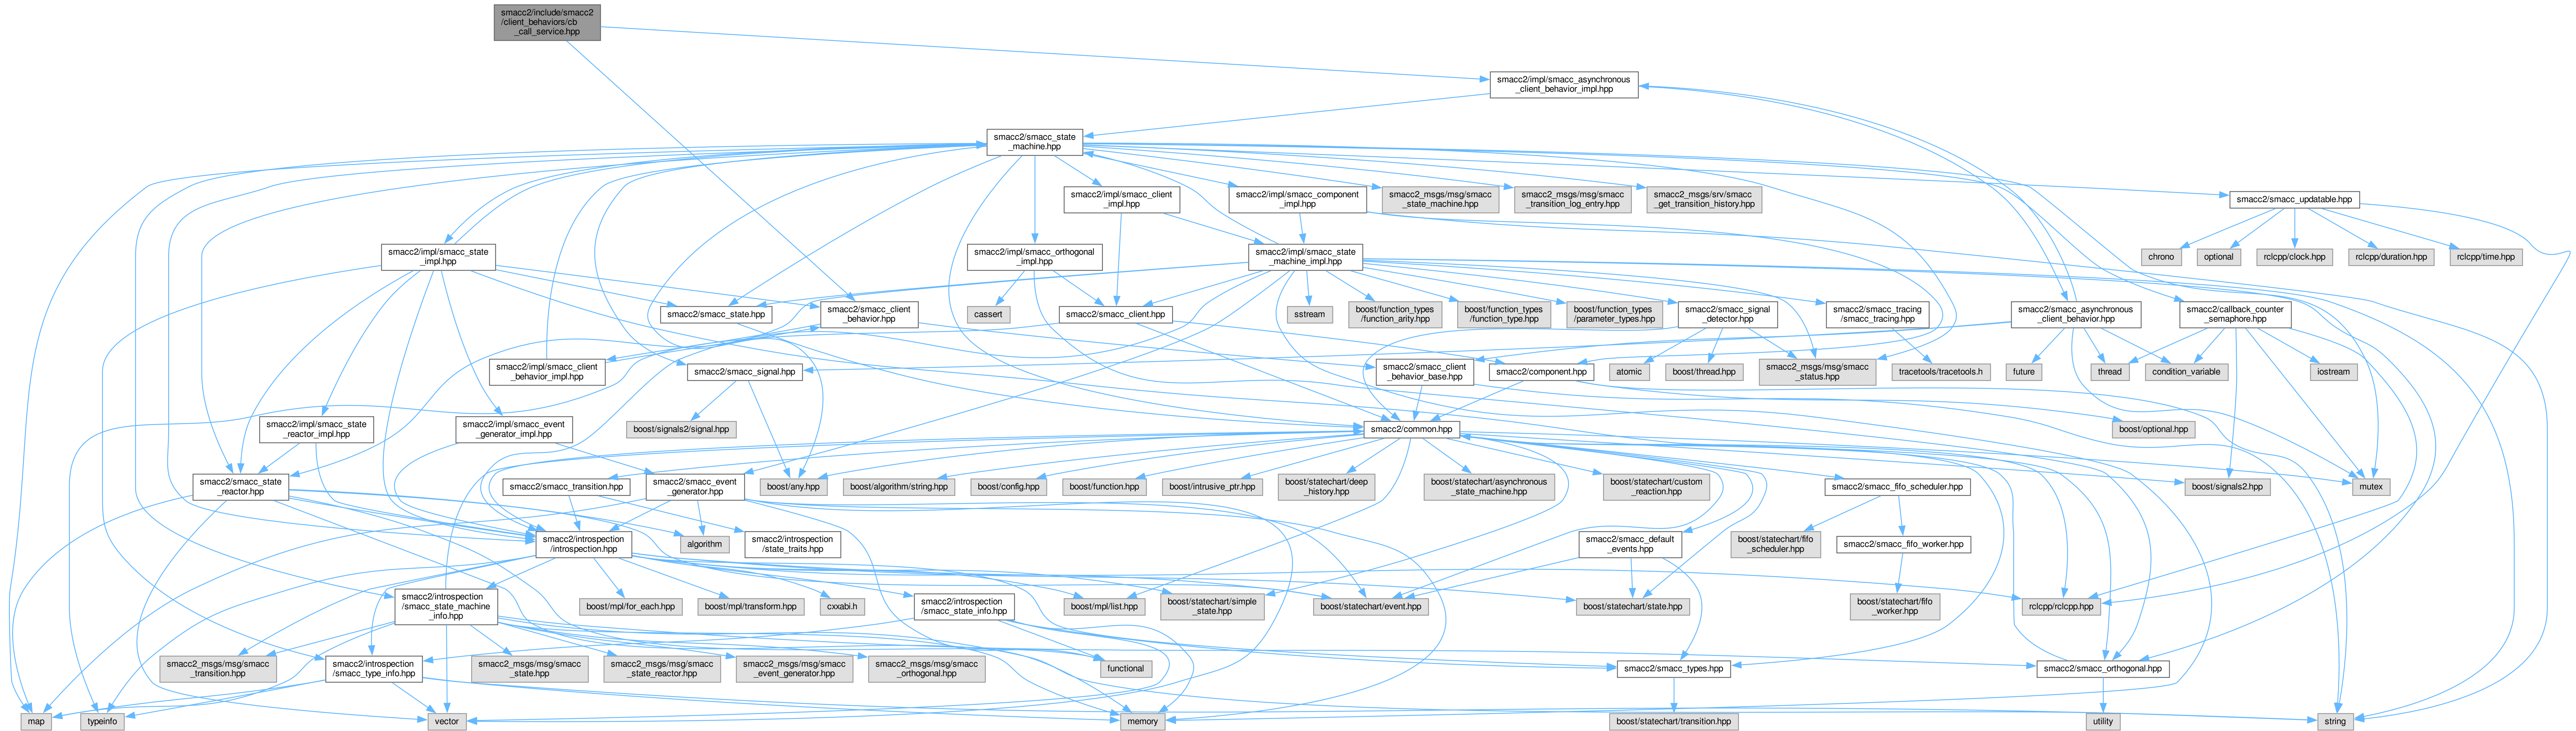 smacc2/include/smacc2
/client_behaviors/cb
_call_service.hpp
smacc2/impl/smacc_asynchronous
_client_behavior_impl.hpp
smacc2/smacc_state
_machine.hpp
smacc2/impl/smacc_client
_impl.hpp
smacc2/impl/smacc_component
_impl.hpp
smacc2_msgs/msg/smacc
_state_machine.hpp
smacc2_msgs/msg/smacc
_transition_log_entry.hpp
smacc2_msgs/srv/smacc
_get_transition_history.hpp
smacc2/smacc_updatable.hpp
smacc2/impl/smacc_state
_impl.hpp
smacc2/impl/smacc_orthogonal
_impl.hpp
smacc2/impl/smacc_state
_machine_impl.hpp
chrono
optional
rclcpp/clock.hpp
rclcpp/duration.hpp
rclcpp/time.hpp
smacc2/smacc_state.hpp
smacc2/smacc_client
_behavior.hpp
cassert
smacc2/smacc_client.hpp
sstream
boost/function_types
/function_arity.hpp
boost/function_types
/function_type.hpp
boost/function_types
/parameter_types.hpp
smacc2/smacc_signal
_detector.hpp
smacc2/smacc_tracing
/smacc_tracing.hpp
smacc2/smacc_asynchronous
_client_behavior.hpp
smacc2/callback_counter
_semaphore.hpp
smacc2/impl/smacc_client
_behavior_impl.hpp
smacc2/smacc_signal.hpp
smacc2/smacc_client
_behavior_base.hpp
smacc2/component.hpp
atomic
boost/thread.hpp
smacc2_msgs/msg/smacc
_status.hpp
tracetools/tracetools.h
future
thread
condition_variable
iostream
smacc2/impl/smacc_state
_reactor_impl.hpp
smacc2/impl/smacc_event
_generator_impl.hpp
boost/signals2/signal.hpp
smacc2/common.hpp
boost/optional.hpp
smacc2/smacc_state
_reactor.hpp
smacc2/smacc_transition.hpp
smacc2/smacc_event
_generator.hpp
boost/any.hpp
boost/algorithm/string.hpp
boost/config.hpp
boost/function.hpp
boost/intrusive_ptr.hpp
boost/statechart/deep
_history.hpp
boost/statechart/asynchronous
_state_machine.hpp
boost/statechart/custom
_reaction.hpp
smacc2/smacc_fifo_scheduler.hpp
boost/signals2.hpp
mutex
smacc2/introspection
/introspection.hpp
algorithm
smacc2/introspection
/state_traits.hpp
smacc2/smacc_default
_events.hpp
boost/statechart/fifo
_scheduler.hpp
smacc2/smacc_fifo_worker.hpp
smacc2/introspection
/smacc_state_machine
_info.hpp
boost/mpl/for_each.hpp
boost/mpl/transform.hpp
cxxabi.h
smacc2/introspection
/smacc_state_info.hpp
boost/mpl/list.hpp
boost/statechart/simple
_state.hpp
boost/statechart/event.hpp
boost/statechart/state.hpp
boost/statechart/fifo
_worker.hpp
rclcpp/rclcpp.hpp
smacc2_msgs/msg/smacc
_transition.hpp
smacc2/introspection
/smacc_type_info.hpp
smacc2_msgs/msg/smacc
_state.hpp
smacc2_msgs/msg/smacc
_state_reactor.hpp
smacc2_msgs/msg/smacc
_event_generator.hpp
smacc2_msgs/msg/smacc
_orthogonal.hpp
functional
smacc2/smacc_types.hpp
smacc2/smacc_orthogonal.hpp
map
typeinfo
vector
memory
boost/statechart/transition.hpp
utility
string